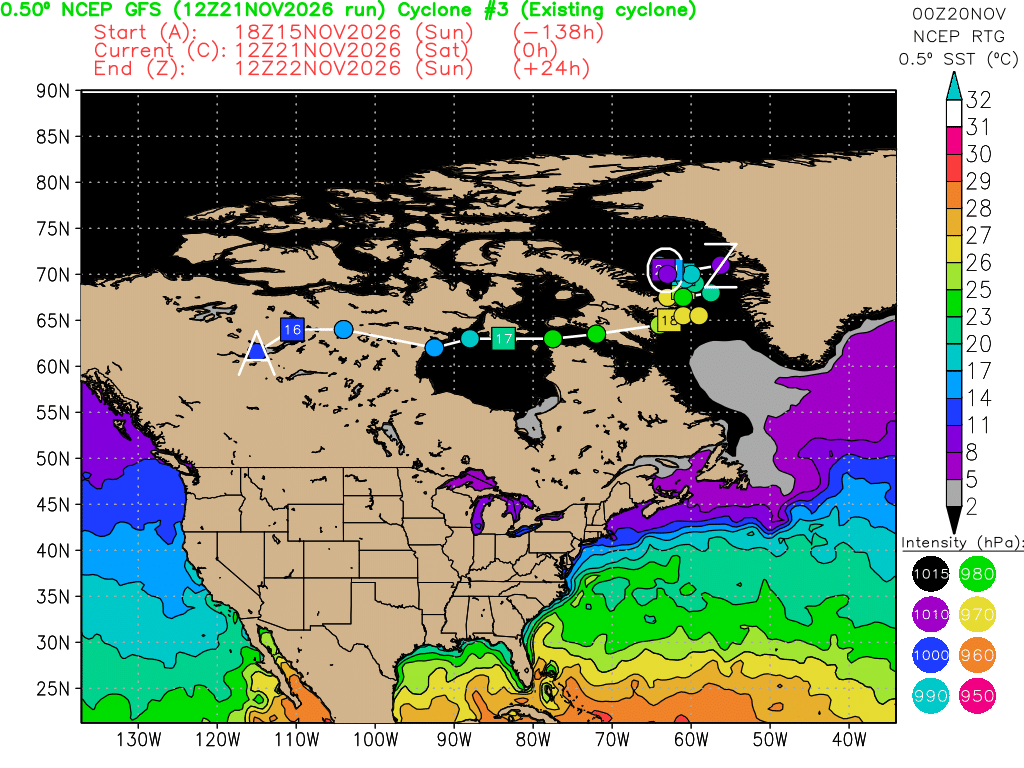 0.50º NCEP GFS (12Z21NOV2026 run) Cyclone #3 (Existing cyclone)
Start (A): 18Z15NOV2026 (Sun) (−138h)
Current (C): 12Z21NOV2026 (Sat) (0h)
End (Z): 12Z22NOV2026 (Sun) (+24h)
00Z20NOV
NCEP RTG
0.5º SST (ºC)
90N
85N
80N
75N
70N
65N
60N
55N
50N
45N
40N
35N
30N
25N
130W 120W 110W 100W 90W 80W 70W 60W 50W 40W
A
16
17
18
C
Z
32
31
30
29
28
27
26
25
23
20
17
14
11
8
5
2
Intensity (hPa):
1015 980
1010 970
1000 960
990 950